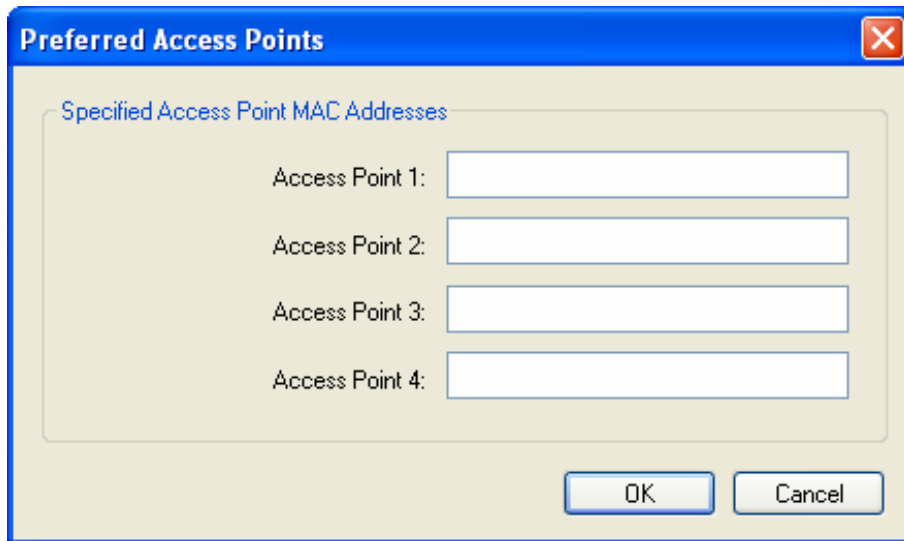 Preferred Access Points
Specified Access Point MAC Addresses
Access Point 1:
Access Point 2:
Access Point 3:
Access Point 4:
OK Cancel